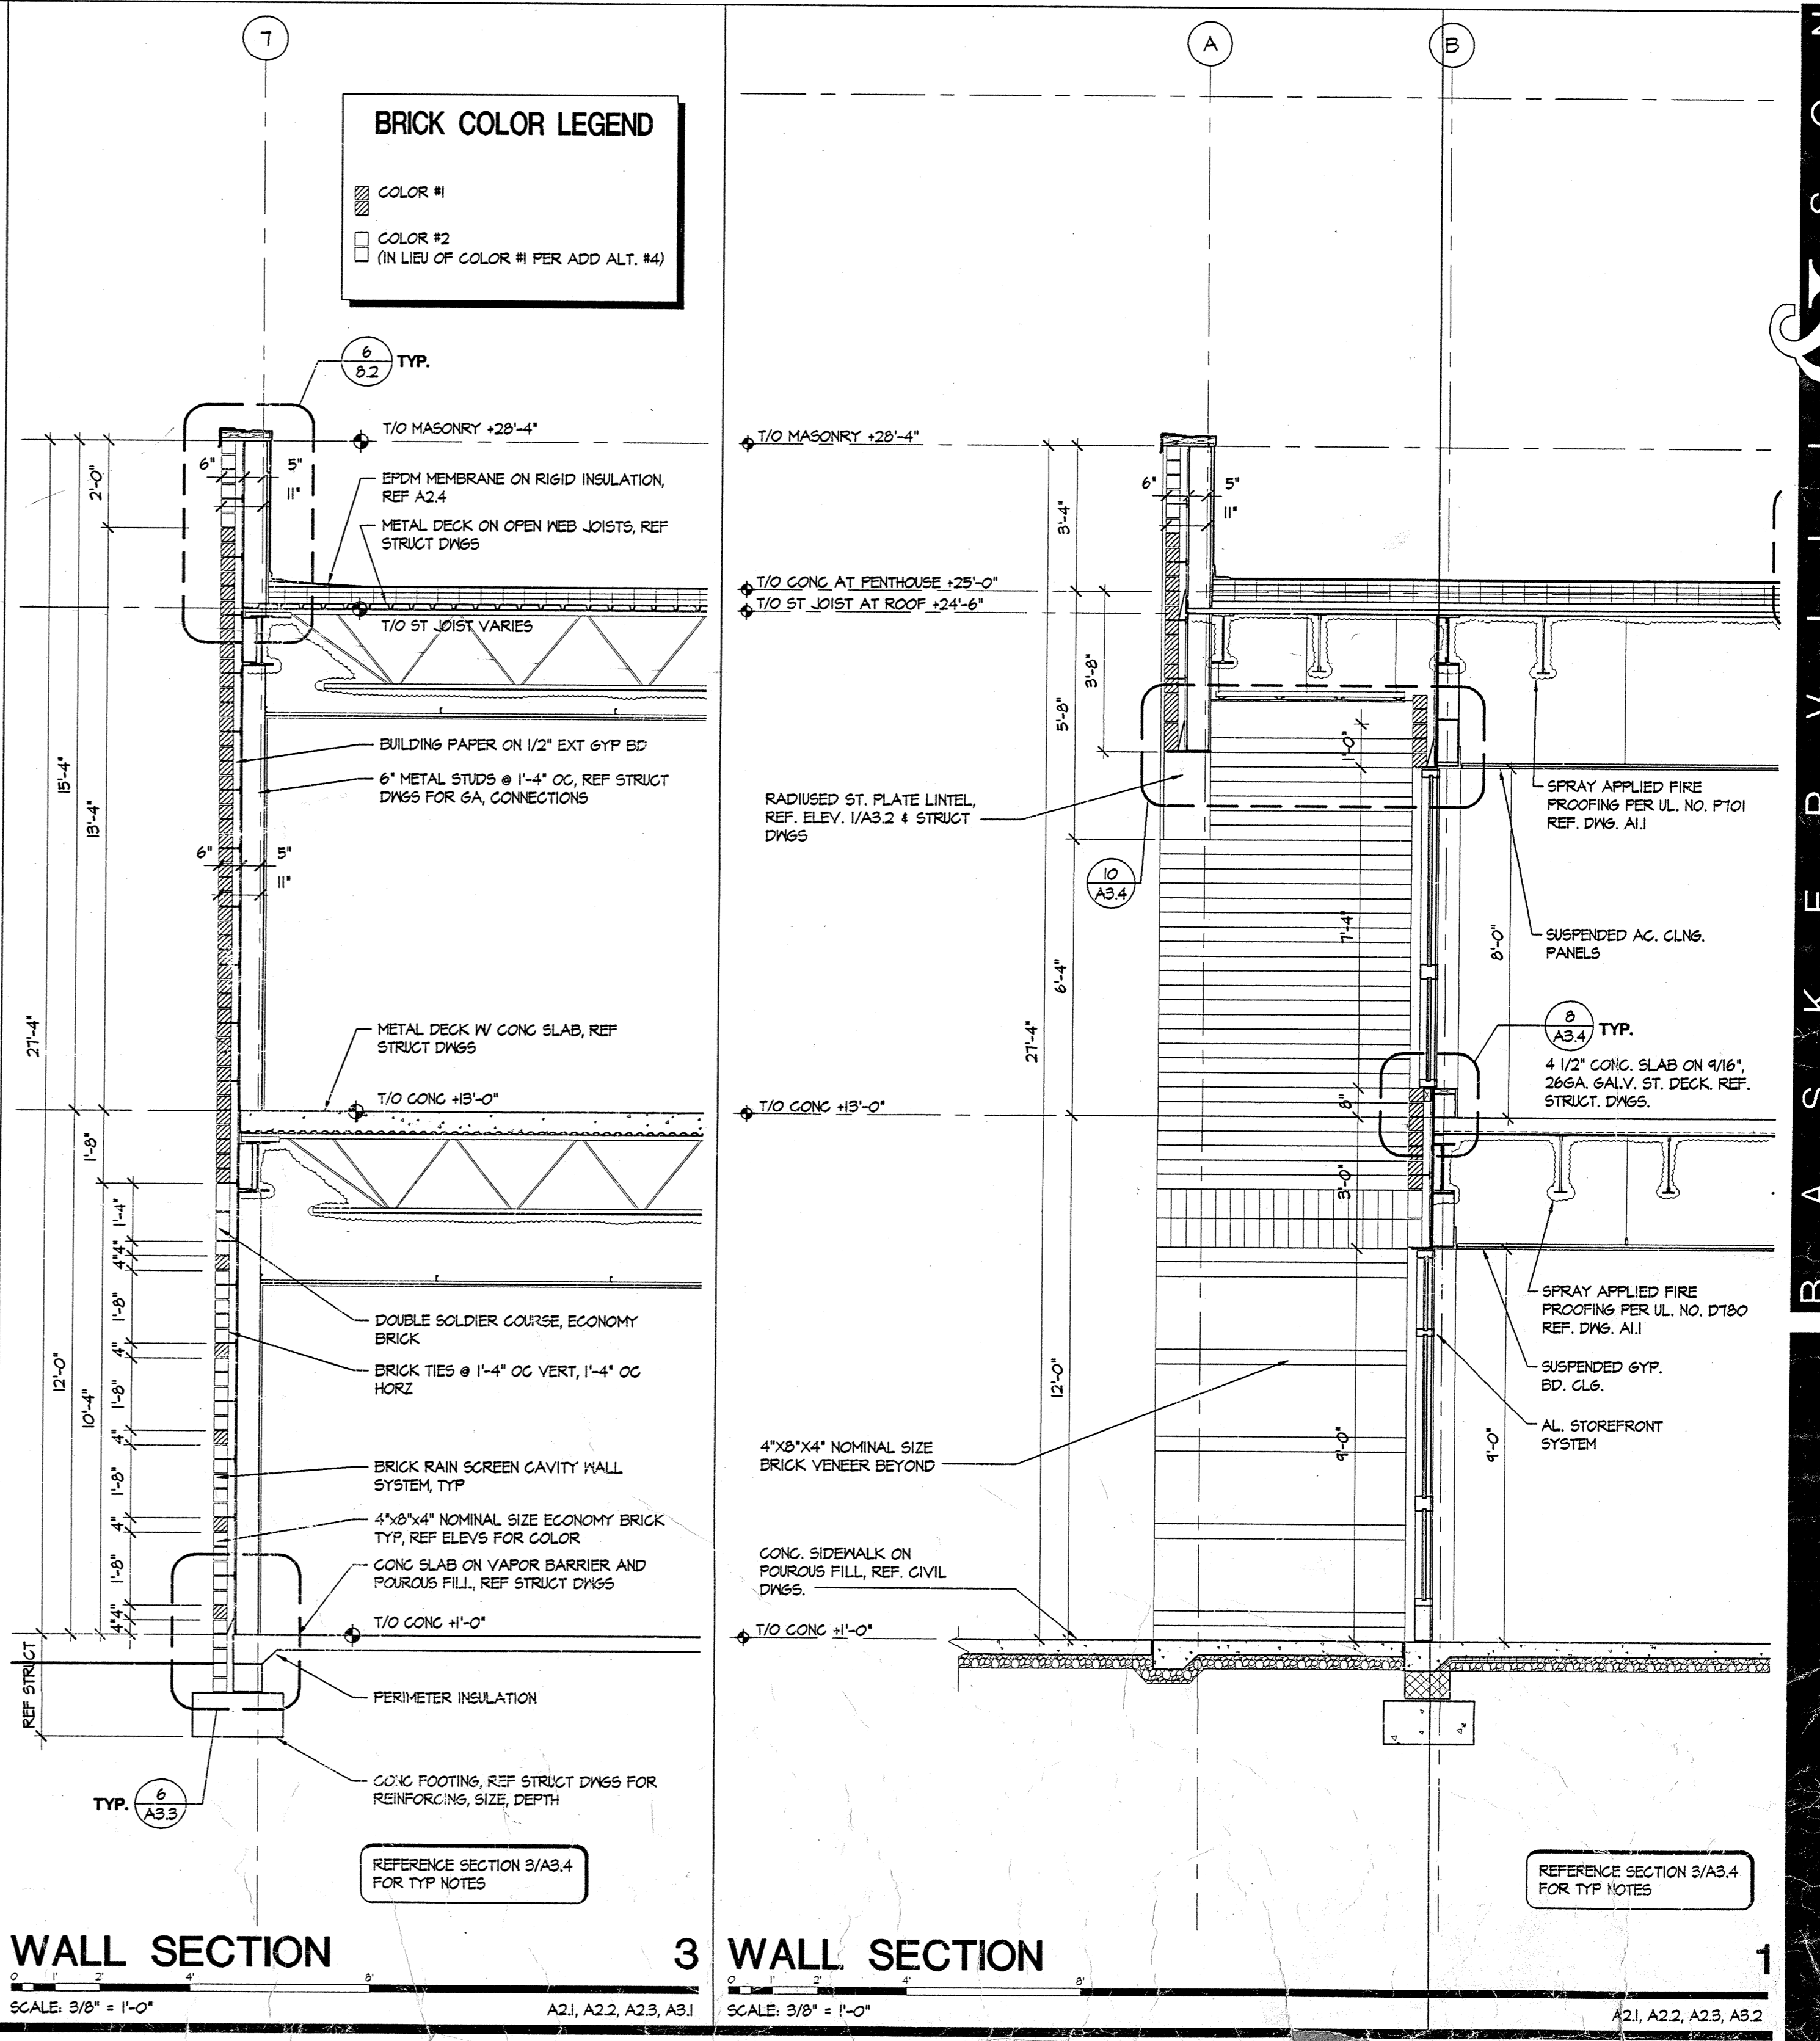 7
BRICK COLOR LEGEND
COLOR #1
COLOR #2
(IN LIEU OF COLOR #1 PER ADD ALT. #4)
6
8.2
TYP.
T/O MASONRY +28'-4"
6"
5"
11"
2'-0"
EPDM MEMBRANE ON RIGID INSULATION,
REF A2.4
METAL DECK ON OPEN WEB JOISTS, REF
STRUCT DWGS
T/O ST JOIST VARIES
BUILDING PAPER ON 1/2" EXT GYP BD
6" METAL STUDS @ 1'-4" OC, REF STRUCT
DWGS FOR GA, CONNECTIONS
15'-4"
13'-4"
6"
5"
11"
27'-4"
METAL DECK W/ CONC SLAB, REF
STRUCT DWGS
T/O CONC +13'-0"
1'-8"
1'-4"
4"
4"
1'-8"
DOUBLE SOLDIER COURSE, ECONOMY
BRICK
4"
BRICK TIES @ 1'-4" OC VERT, 1'-4" OC
HORZ
12'-0"
10'-4"
1'-8"
4"
1'-8"
BRICK RAIN SCREEN CAVITY WALL
SYSTEM, TYP
4"
4"x8"x4" NOMINAL SIZE ECONOMY BRICK
TYP, REF ELEVS FOR COLOR
1'-8"
CONC SLAB ON VAPOR BARRIER AND
POUROUS FILL, REF STRUCT DWGS
4"
4"
T/O CONC +1'-0"
REF STRUCT
PERIMETER INSULATION
CONC FOOTING, REF STRUCT DWGS FOR
REINFORCING, SIZE, DEPTH
TYP.
6
A3.3
REFERENCE SECTION 3/A3.4
FOR TYP NOTES
WALL SECTION
3
0 1' 2' 4' 8'
SCALE: 3/8" = 1'-0"
A2.1, A2.2, A2.3, A3.1
A
B
T/O MASONRY +28'-4"
6"
5"
11"
3'-4"
T/O CONC AT PENTHOUSE +25'-0"
T/O ST JOIST AT ROOF +24'-6"
3'-8"
5'-8"
1'-0"
RADIUSED ST. PLATE LINTEL,
REF. ELEV. 1/A3.2 & STRUCT
DWGS
10
A3.4
SPRAY APPLIED FIRE
PROOFING PER UL. NO. P701
REF. DWG. A1.1
7'-4"
8'-0"
SUSPENDED AC. CLNG.
PANELS
6'-4"
27'-4"
8
A3.4
TYP.
4 1/2" CONC. SLAB ON 9/16",
26GA. GALV. ST. DECK. REF.
STRUCT. DWGS.
T/O CONC +13'-0"
8"
3'-0"
SPRAY APPLIED FIRE
PROOFING PER UL. NO. D780
REF. DWG. A1.1
SUSPENDED GYP.
BD. CLG.
12'-0"
AL. STOREFRONT
SYSTEM
9'-0"
9'-0"
4"X8"X4" NOMINAL SIZE
BRICK VENEER BEYOND
CONC. SIDEWALK ON
POUROUS FILL, REF. CIVIL
DWGS.
T/O CONC +1'-0"
REFERENCE SECTION 3/A3.4
FOR TYP NOTES
WALL SECTION
1
0 1' 2' 4' 8'
SCALE: 3/8" = 1'-0"
A2.1, A2.2, A2.3, A3.2
BASKERVILL & SON